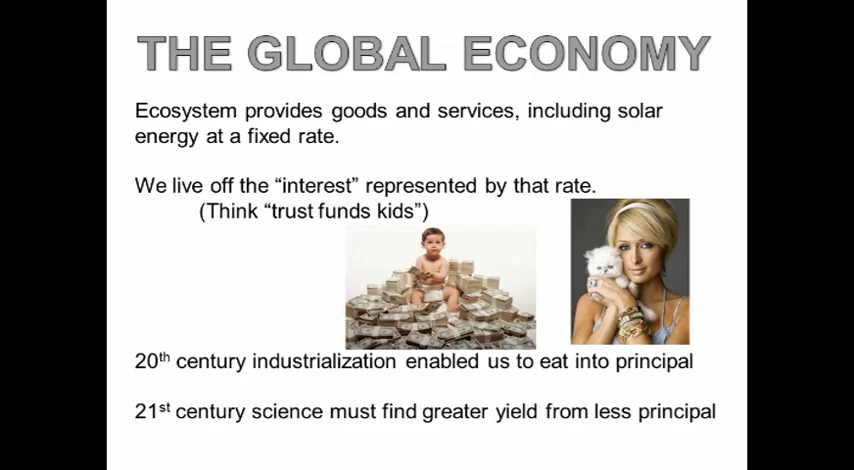 THE GLOBAL ECONOMY
Ecosystem provides goods and services, including solar
energy at a fixed rate.
We live off the “interest” represented by that rate.
(Think “trust funds kids”)
20th century industrialization enabled us to eat into principal
21st century science must find greater yield from less principal